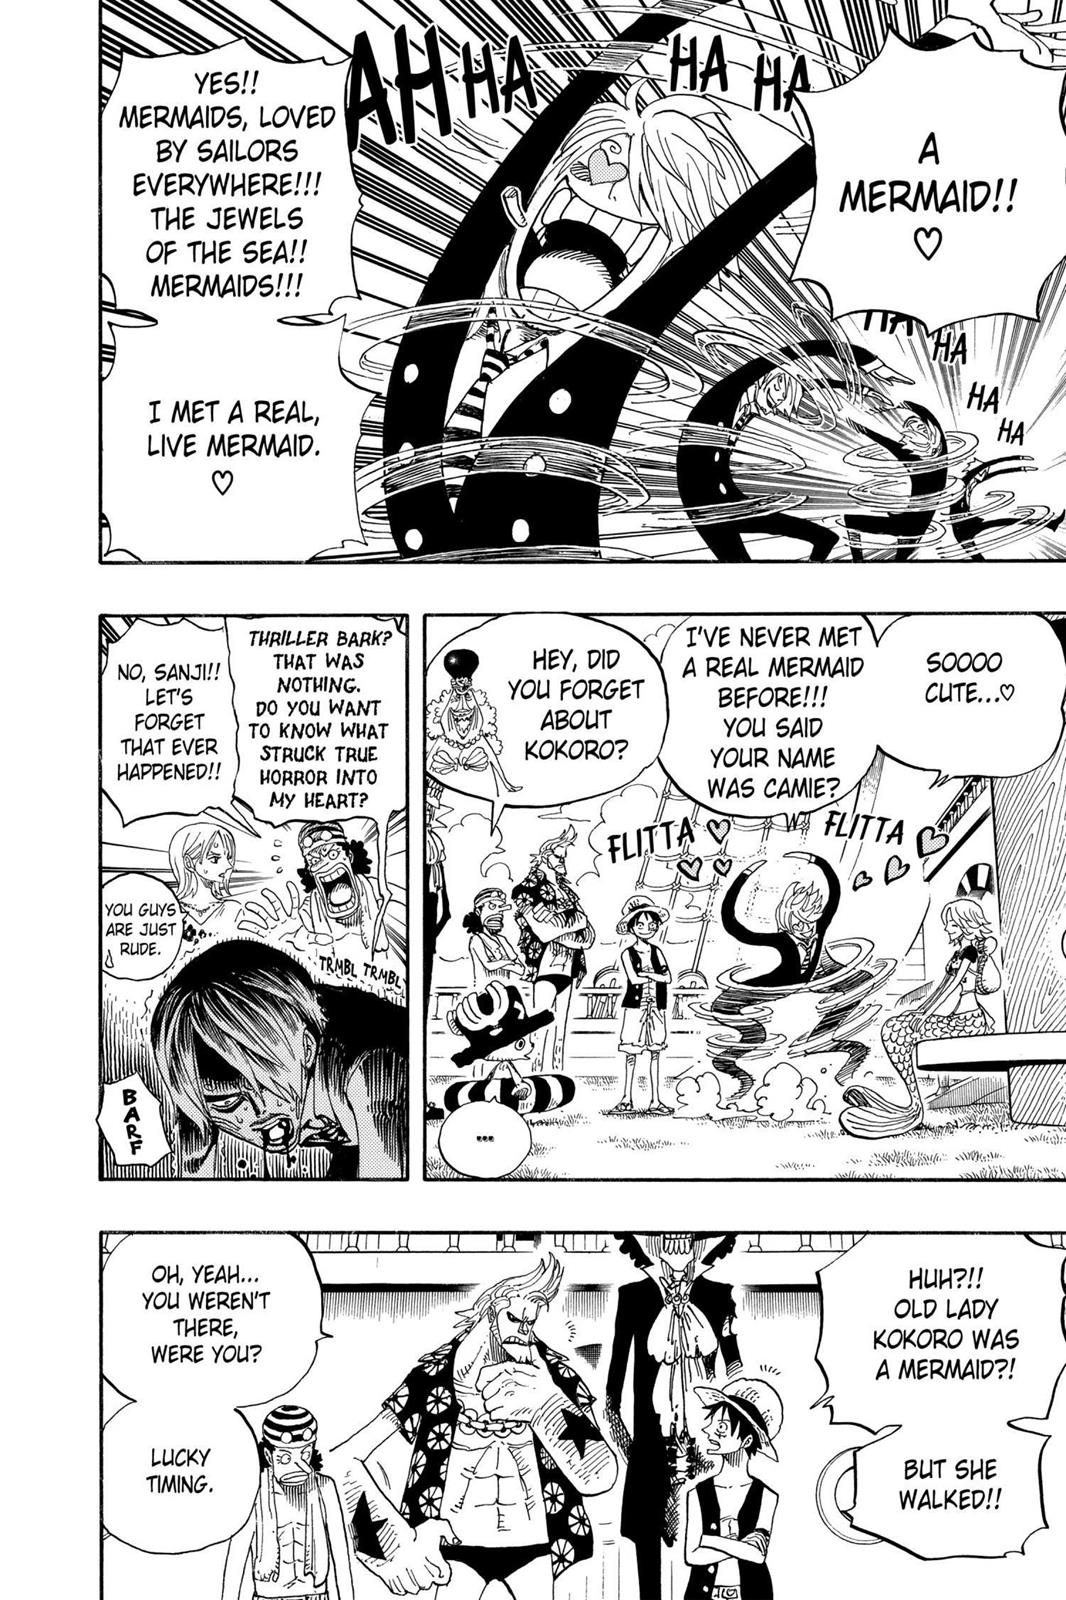 A
MERMAID!!
♡
HA HA
AH HA
HA
HA
HA
HA
YES!!
MERMAIDS, LOVED
BY SAILORS
EVERYWHERE!!!
THE JEWELS
OF THE SEA!!
MERMAIDS!!!
I MET A REAL,
LIVE MERMAID.
♡
SOOOO
CUTE...♡
I'VE NEVER MET
A REAL MERMAID
BEFORE!!!
YOU SAID
YOUR NAME
WAS CAMIE?
FLITTA
FLITTA
HEY, DID
YOU FORGET
ABOUT
KOKORO?
...
THRILLER BARK?
THAT WAS
NOTHING.
DO YOU WANT
TO KNOW WHAT
STRUCK TRUE
HORROR INTO
MY HEART?
NO, SANJI!!
LET'S
FORGET
THAT EVER
HAPPENED!!
YOU GUYS
ARE JUST
RUDE.
TRMBL TRMBL
BARF
HUH?!!
OLD LADY
KOKORO WAS
A MERMAID?!
BUT SHE
WALKED!!
OH, YEAH...
YOU WEREN'T
THERE,
WERE YOU?
LUCKY
TIMING.